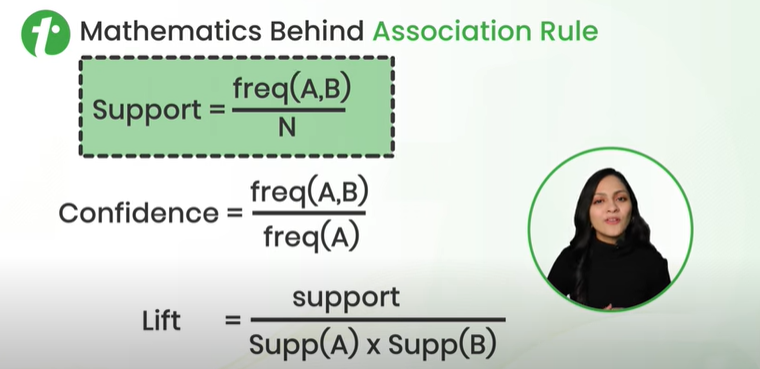 Mathematics Behind Association Rule
Support = freq(A,B)
N
Confidence = freq(A,B)
freq(A)
Lift = support
Supp(A) x Supp(B)